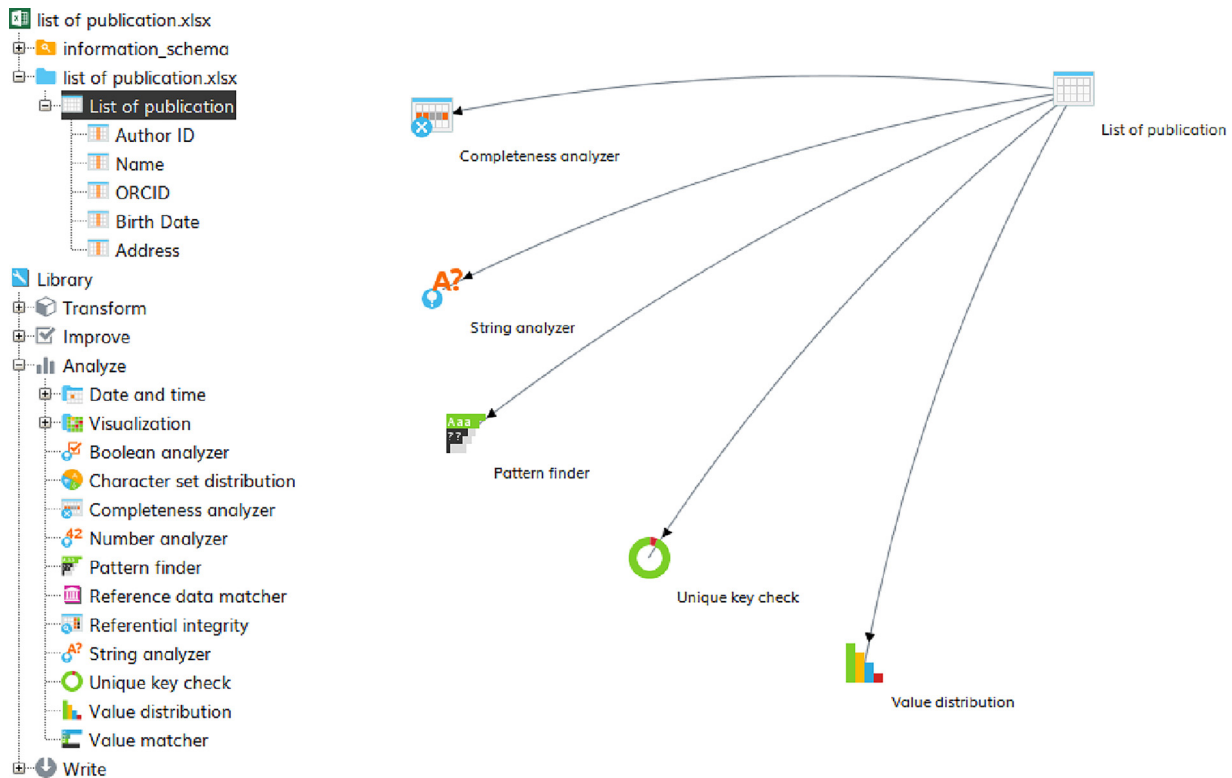 list of publication.xlsx
information_schema
list of publication.xlsx
List of publication
Author ID
Name
ORCID
Birth Date
Address
Library
Transform
Improve
Analyze
Date and time
Visualization
Boolean analyzer
Character set distribution
Completeness analyzer
Number analyzer
Pattern finder
Reference data matcher
Referential integrity
String analyzer
Unique key check
Value distribution
Value matcher
Write
List of publication
Completeness analyzer
A?
String analyzer
Aaa
??
Pattern finder
Unique key check
Value distribution